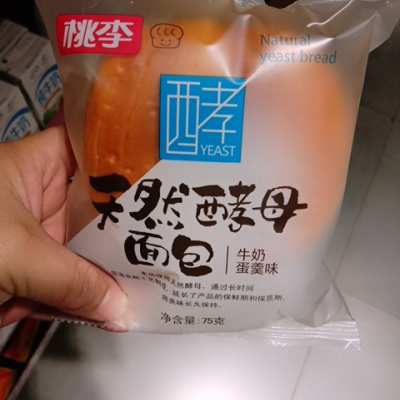 桃李
Natural
yeast bread
酵
YEAST
天然酵母
面包
牛奶
蛋羹味
天然酵母，通过长时间
延长了产品的保鲜期和保质期，
使美味长久保持。
净含量：75克
牛奶